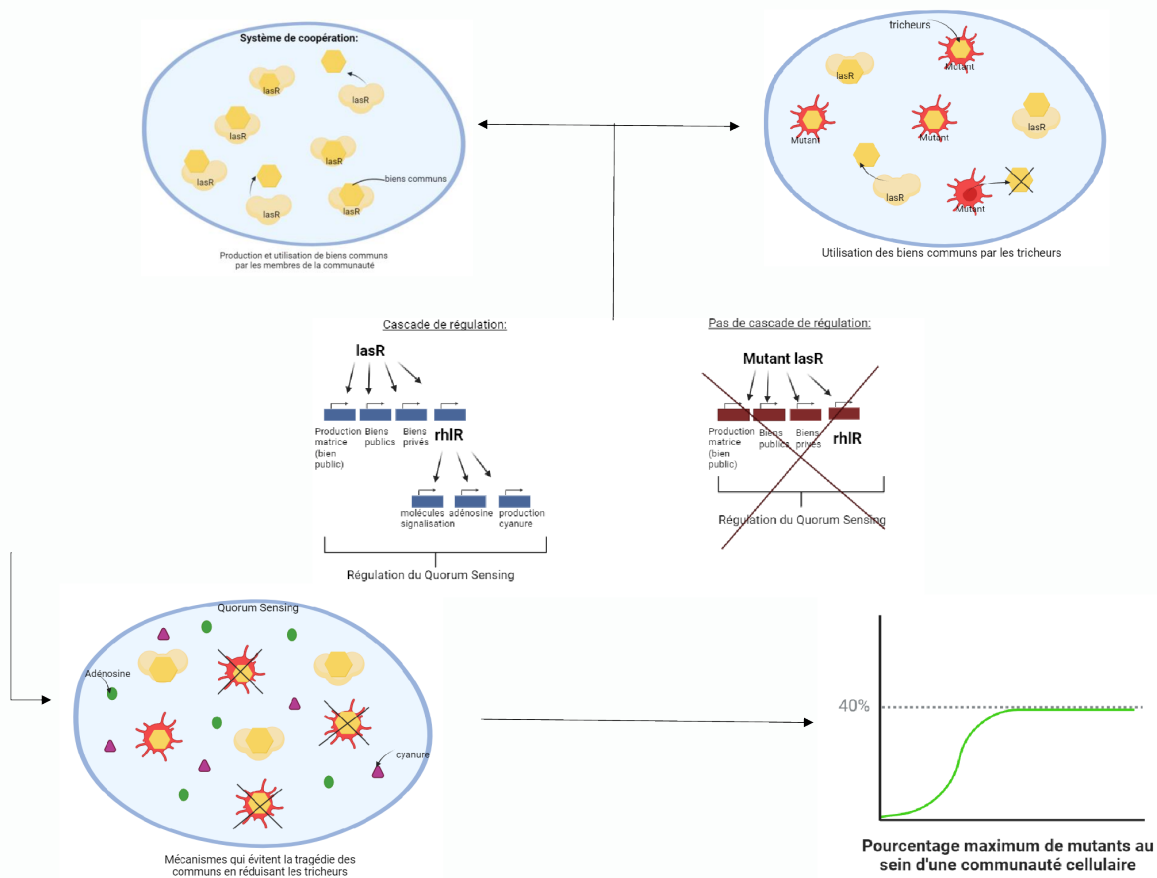 Système de coopération:
lasR
lasR
lasR
lasR
lasR
biens communs
lasR
lasR
Production et utilisation de biens communs
par les membres de la communauté
tricheurs
Mutant
lasR
Mutant
Mutant
lasR
lasR
Mutant
Utilisation des biens communs par les tricheurs
Cascade de régulation:
lasR
Production
matrice
(bien
public)
Biens
publics
Biens
privés
rhlR
molécules
signalisation
adénosine
production
cyanure
Régulation du Quorum Sensing
Pas de cascade de régulation:
Mutant lasR
Production
matrice
(bien
public)
Biens
publics
Biens
privés
rhlR
Régulation du Quorum Sensing
Quorum Sensing
Adénosine
cyanure
Mécanismes qui évitent la tragédie des
communs en réduisant les tricheurs
40%
Pourcentage maximum de mutants au
sein d'une communauté cellulaire